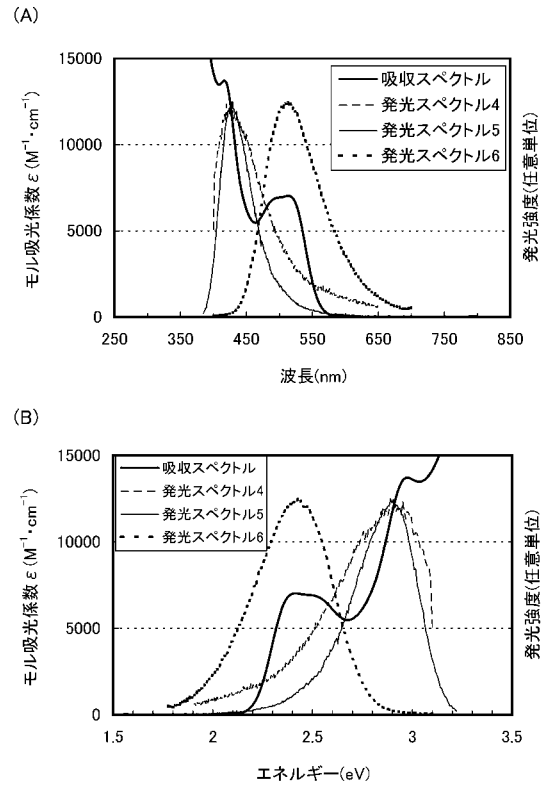 (A)
15000
10000
5000
0
モル吸光係数 ε (M⁻¹・cm⁻¹)
吸収スペクトル
発光スペクトル4
発光スペクトル5
発光スペクトル6
発光強度(任意単位)
250 350 450 550 650 750 850
波長(nm)
(B)
15000
10000
5000
0
モル吸光係数 ε (M⁻¹・cm⁻¹)
吸収スペクトル
発光スペクトル4
発光スペクトル5
発光スペクトル6
発光強度(任意単位)
1.5 2 2.5 3 3.5
エネルギー(eV)